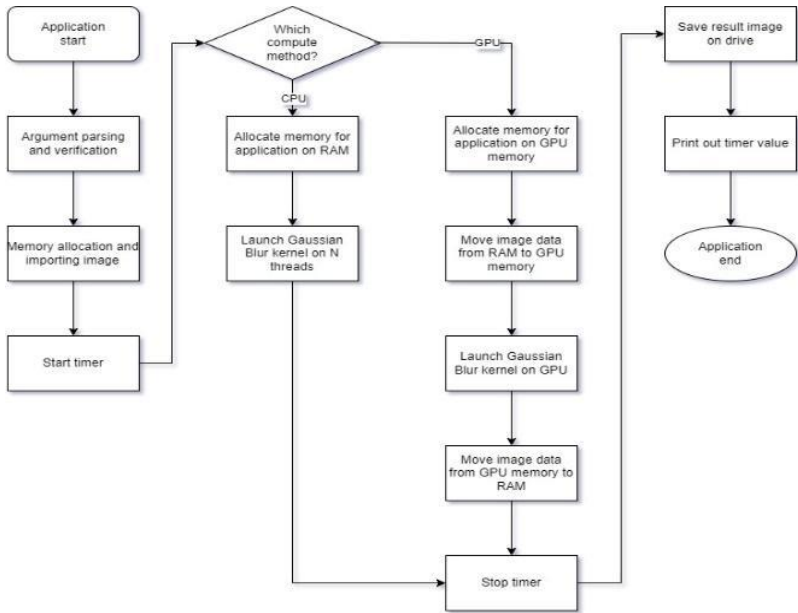 Application
start
Argument parsing
and verification
Memory allocation and
importing image
Start timer
Which
compute
method?
CPU
GPU
Allocate memory for
application on RAM
Launch Gaussian
Blur kernel on N
threads
Allocate memory for
application on GPU
memory
Move image data
from RAM to GPU
memory
Launch Gaussian
Blur kernel on GPU
Move image data
from GPU memory to
RAM
Stop timer
Save result image
on drive
Print out timer value
Application
end